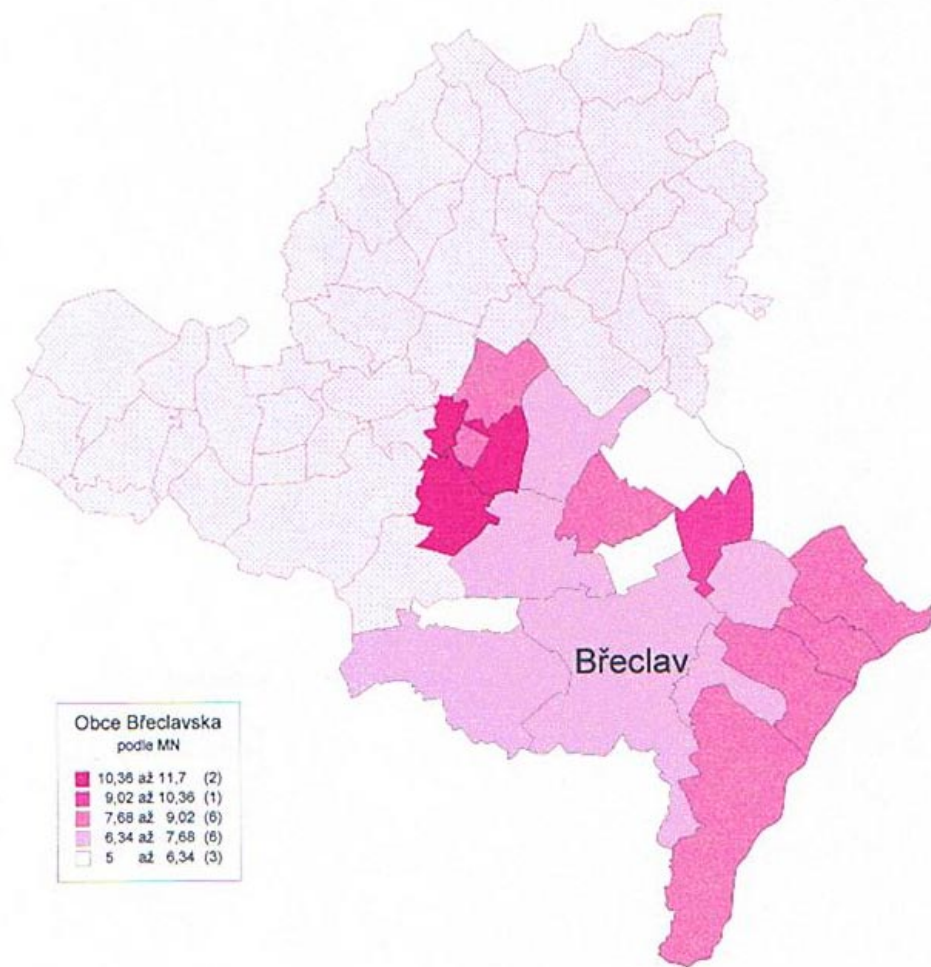 Břeclav
Obce Břeclavska
podle MN
10,36 až 11,7 (2)
9,02 až 10,36 (1)
7,68 až 9,02 (6)
6,34 až 7,68 (6)
5 až 6,34 (3)